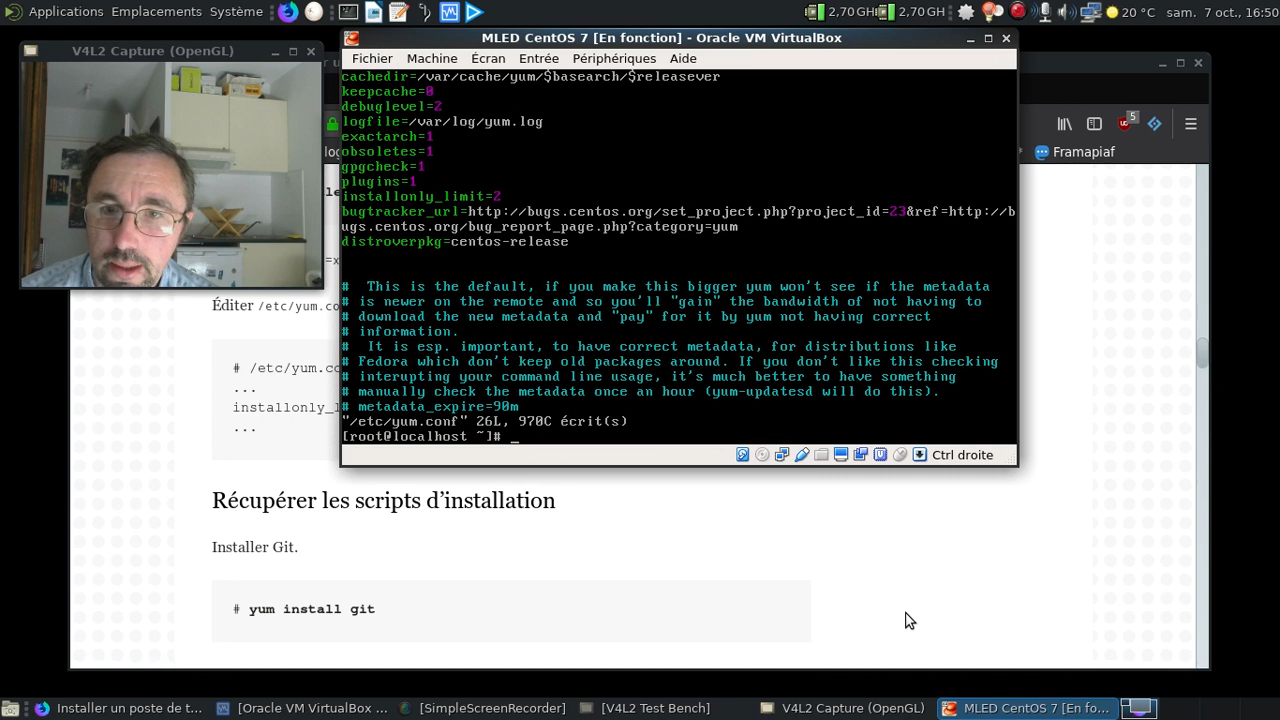 Applications Emplacements Système
2,70 GH 2,70 GH 20 °C sam. 7 oct., 16:50
V4L2 Capture (OpenGL)
MLED CentOS 7 [En fonction] - Oracle VM VirtualBox
Fichier Machine Écran Entrée Périphériques Aide
cachedir=/var/cache/yum/$basearch/$releasever
keepcache=0
debuglevel=2
logfile=/var/log/yum.log
exactarch=1
obsoletes=1
gpgcheck=1
plugins=1
installonly_limit=2
bugtracker_url=http://bugs.centos.org/set_project.php?project_id=23&ref=http://b
ugs.centos.org/bug_report_page.php?category=yum
distroverpkg=centos-release
#  This is the default, if you make this bigger yum won't see if the metadata
# is newer on the remote and so you'll "gain" the bandwidth of not having to
# download the new metadata and "pay" for it by yum not having correct
# information.
#  It is esp. important, to have correct metadata, for distributions like
# Fedora which don't keep old packages around. If you don't like this checking
# interupting your command line usage, it's much better to have something
# manually check the metadata once an hour (yum-updatesd will do this).
# metadata_expire=90m
"/etc/yum.conf" 26L, 970C écrit(s)
[root@localhost ~]# _
Ctrl droite
5
Framapiaf
Éditer /etc/yum.co
# /etc/yum.co
...
installonly_l
...
Récupérer les scripts d’installation
Installer Git.
# yum install git
Installer un poste de t... [Oracle VM VirtualBox ... [SimpleScreenRecorder] [V4L2 Test Bench] V4L2 Capture (OpenGL) MLED CentOS 7 [En fo...